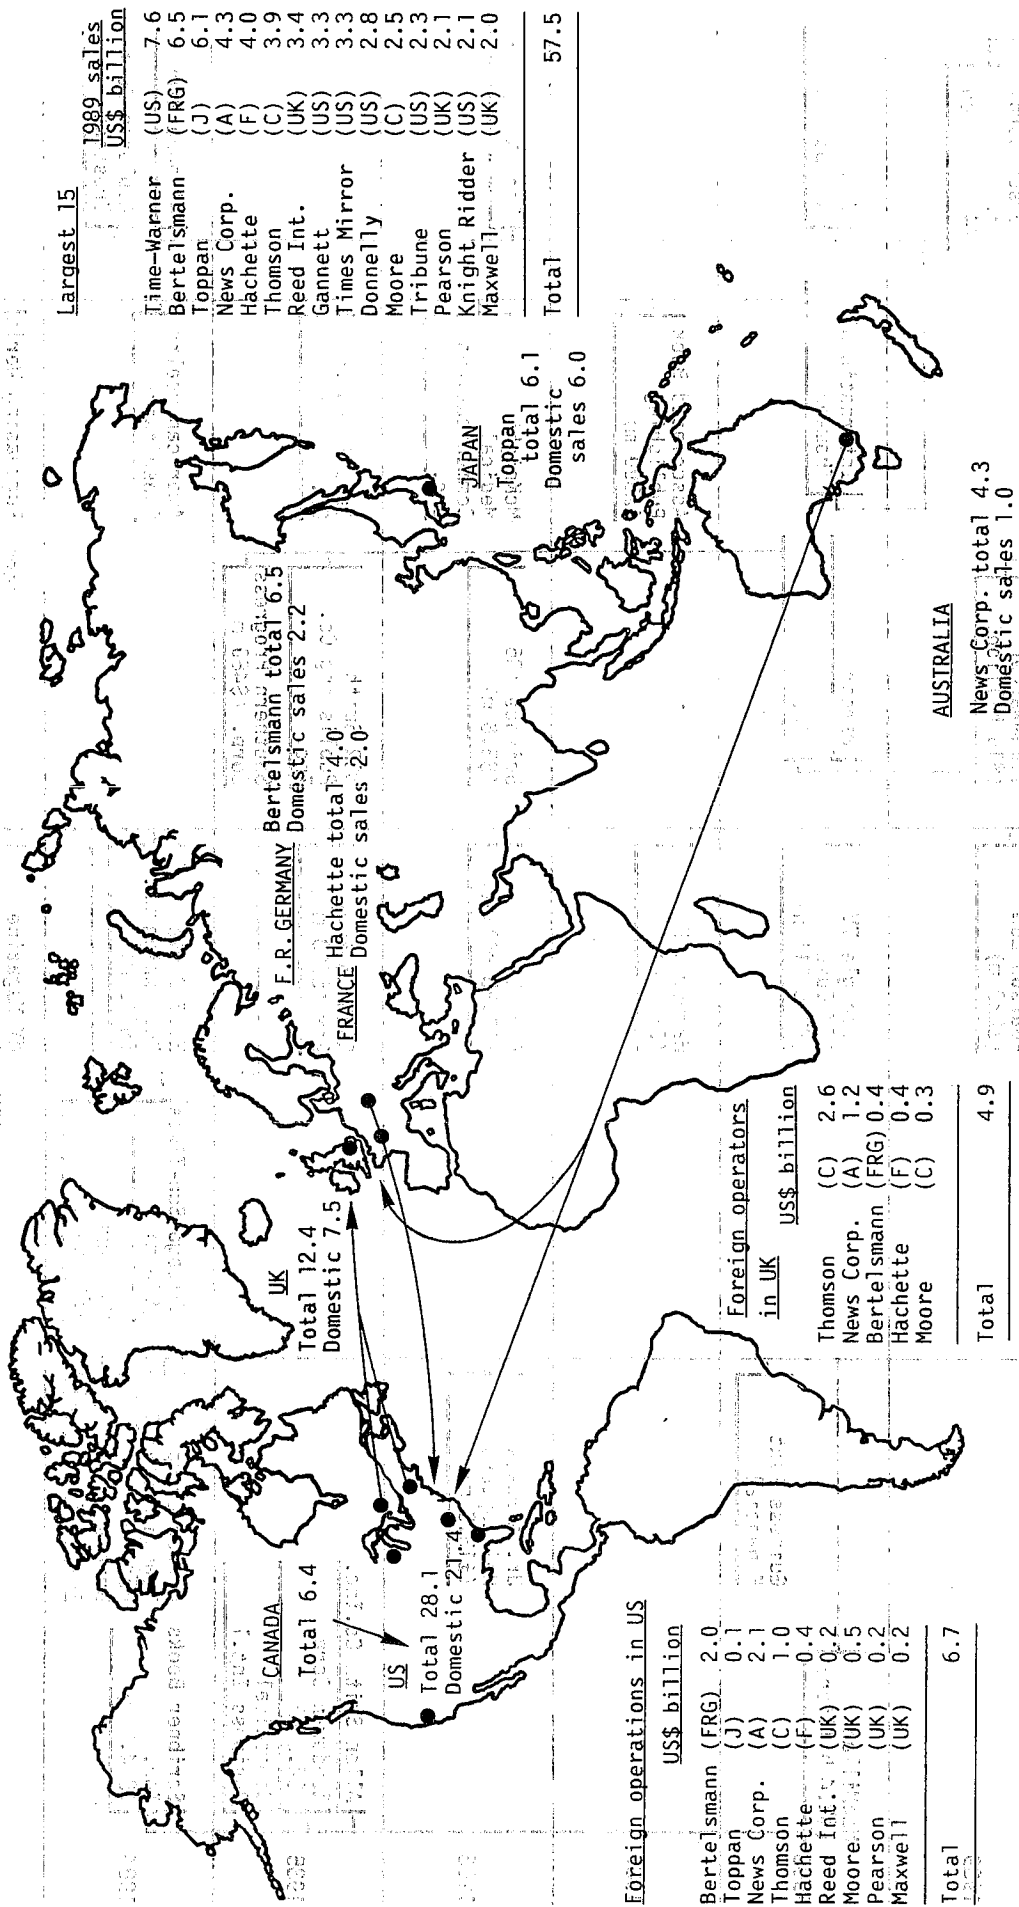 Largest 15
1989 sales
US$ billion
Time-Warner (US) 7.6
Bertelsmann (FRG) 6.5
Toppan (J) 6.1
News Corp. (A) 4.3
Hachette (F) 4.0
Thomson (C) 3.9
Reed Int. (UK) 3.4
Gannett (US) 3.3
Times Mirror (US) 3.3
Donnelly (US) 2.8
Moore (C) 2.5
Tribune (US) 2.3
Pearson (UK) 2.1
Knight Ridder (US) 2.1
Maxwell (UK) 2.0
Total 57.5
CANADA
Total 6.4
US
Total 28.1
Domestic 21.4
UK
Total 12.4
Domestic 7.5
F.R. GERMANY Bertelsmann total 6.5
Domestic sales 2.2
FRANCE Hachette total 4.0
Domestic sales 2.0
JAPAN
Toppan
total 6.1
Domestic
sales 6.0
AUSTRALIA
News Corp. total 4.3
Domestic sales 1.0
Foreign operations in US
US$ billion
Bertelsmann (FRG) 2.0
Toppan (J) 0.1
News Corp. (A) 2.1
Thomson (C) 1.0
Hachette (F) 0.4
Reed Int. (UK) 0.2
Moore (UK) 0.5
Pearson (UK) 0.2
Maxwell (UK) 0.2
Total 6.7
Foreign operators
in UK
US$ billion
Thomson (C) 2.6
News Corp. (A) 1.2
Bertelsmann (FRG) 0.4
Hachette (F) 0.4
Moore (C) 0.3
Total 4.9